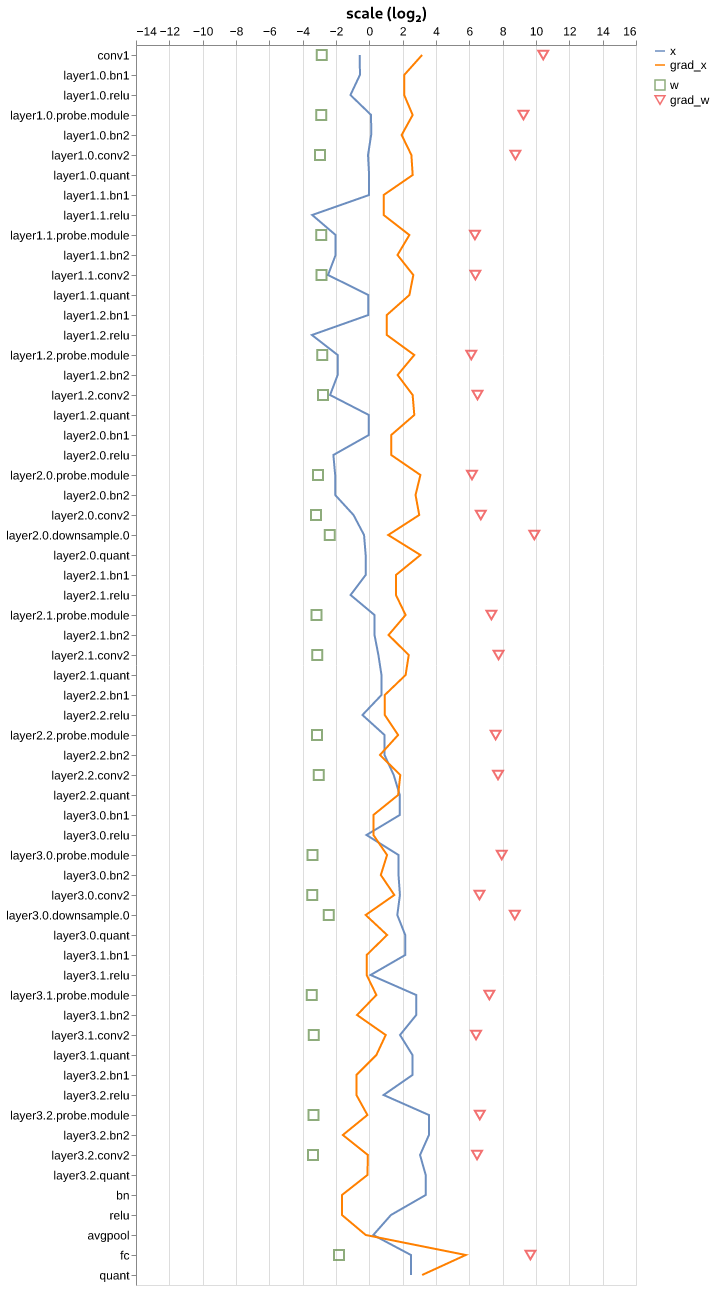 scale (log₂)
−14 −12 −10 −8 −6 −4 −2 0 2 4 6 8 10 12 14 16
x
grad_x
w
grad_w
conv1
layer1.0.bn1
layer1.0.relu
layer1.0.probe.module
layer1.0.bn2
layer1.0.conv2
layer1.0.quant
layer1.1.bn1
layer1.1.relu
layer1.1.probe.module
layer1.1.bn2
layer1.1.conv2
layer1.1.quant
layer1.2.bn1
layer1.2.relu
layer1.2.probe.module
layer1.2.bn2
layer1.2.conv2
layer1.2.quant
layer2.0.bn1
layer2.0.relu
layer2.0.probe.module
layer2.0.bn2
layer2.0.conv2
layer2.0.downsample.0
layer2.0.quant
layer2.1.bn1
layer2.1.relu
layer2.1.probe.module
layer2.1.bn2
layer2.1.conv2
layer2.1.quant
layer2.2.bn1
layer2.2.relu
layer2.2.probe.module
layer2.2.bn2
layer2.2.conv2
layer2.2.quant
layer3.0.bn1
layer3.0.relu
layer3.0.probe.module
layer3.0.bn2
layer3.0.conv2
layer3.0.downsample.0
layer3.0.quant
layer3.1.bn1
layer3.1.relu
layer3.1.probe.module
layer3.1.bn2
layer3.1.conv2
layer3.1.quant
layer3.2.bn1
layer3.2.relu
layer3.2.probe.module
layer3.2.bn2
layer3.2.conv2
layer3.2.quant
bn
relu
avgpool
fc
quant